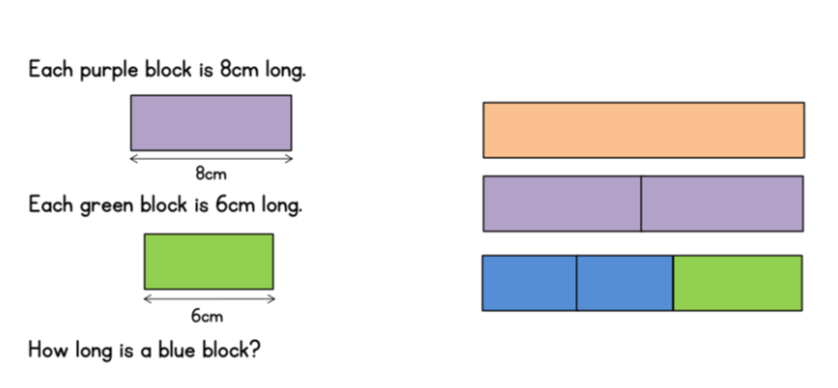 Each purple block is 8cm long.
8cm
Each green block is 6cm long.
6cm
How long is a blue block?